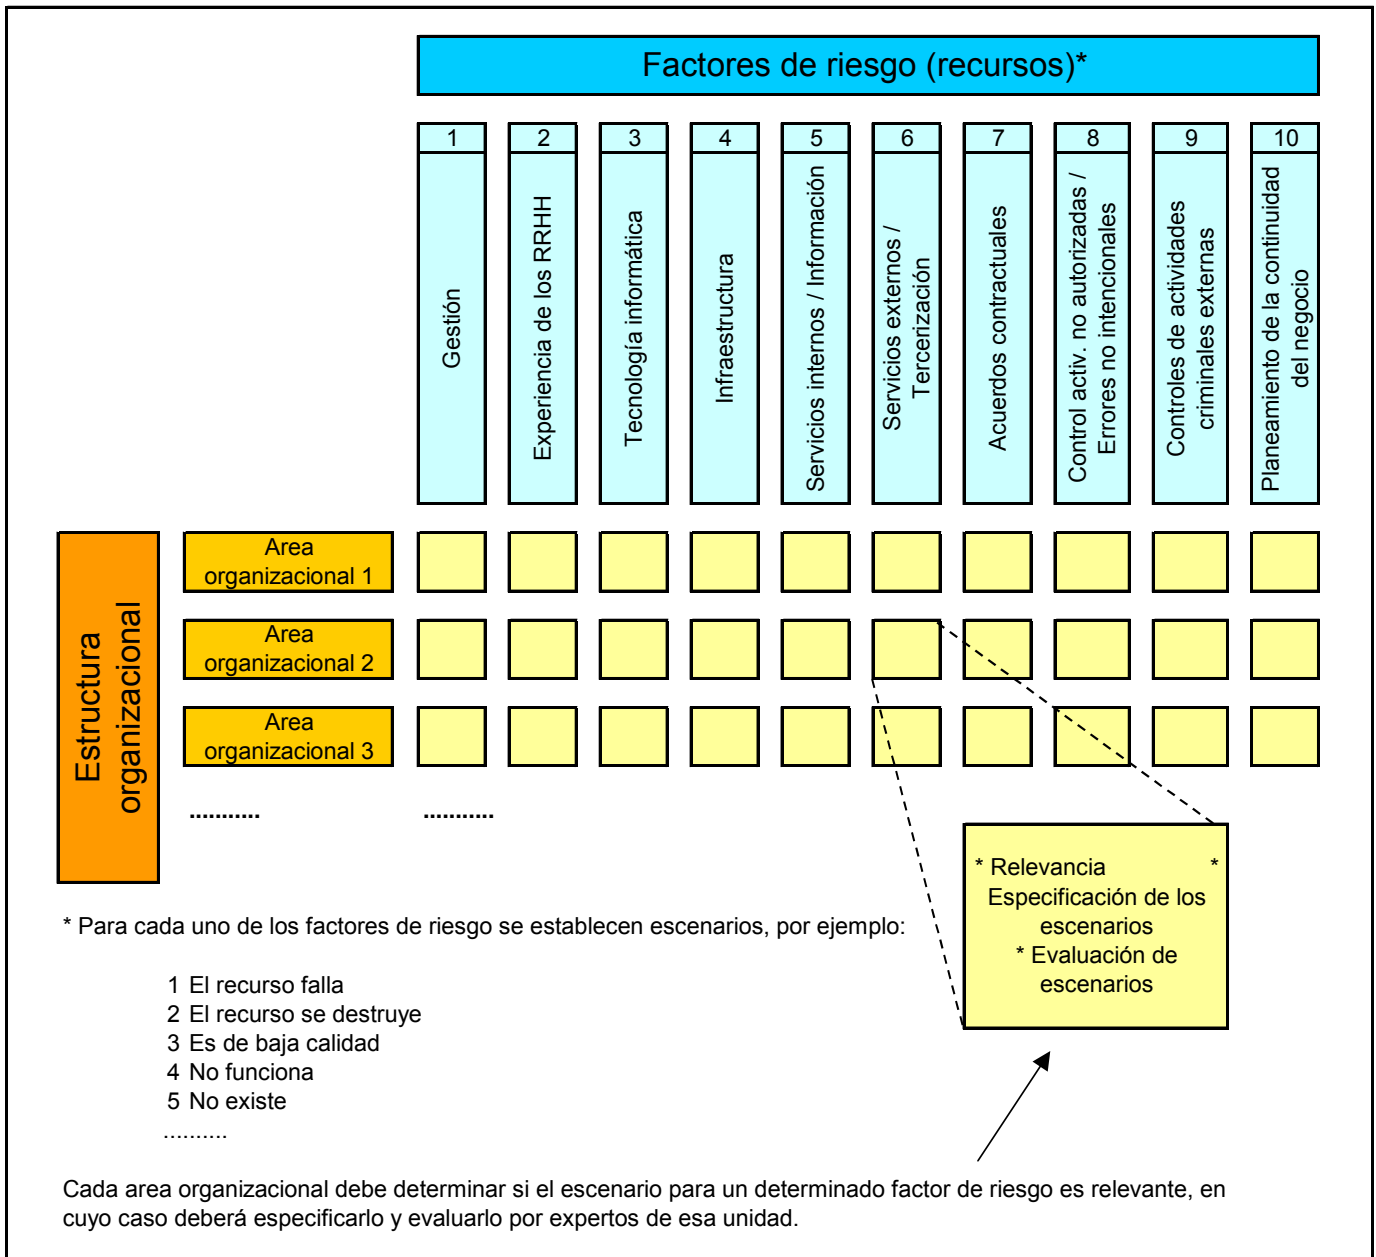 Factores de riesgo (recursos)*
1 2 3 4 5 6 7 8 9 10
Gestión
Experiencia de los RRHH
Tecnología informática
Infraestructura
Servicios internos / Información
Servicios externos /
Tercerización
Acuerdos contractuales
Control activ. no autorizadas /
Errores no intencionales
Controles de actividades
criminales externas
Planeamiento de la continuidad
del negocio
Estructura
organizacional
Area
organizacional 1
Area
organizacional 2
Area
organizacional 3
........... ...........
* Relevancia *
Especificación de los
escenarios
* Evaluación de
escenarios
* Para cada uno de los factores de riesgo se establecen escenarios, por ejemplo:
1 El recurso falla
2 El recurso se destruye
3 Es de baja calidad
4 No funciona
5 No existe
..........
Cada area organizacional debe determinar si el escenario para un determinado factor de riesgo es relevante, en
cuyo caso deberá especificarlo y evaluarlo por expertos de esa unidad.